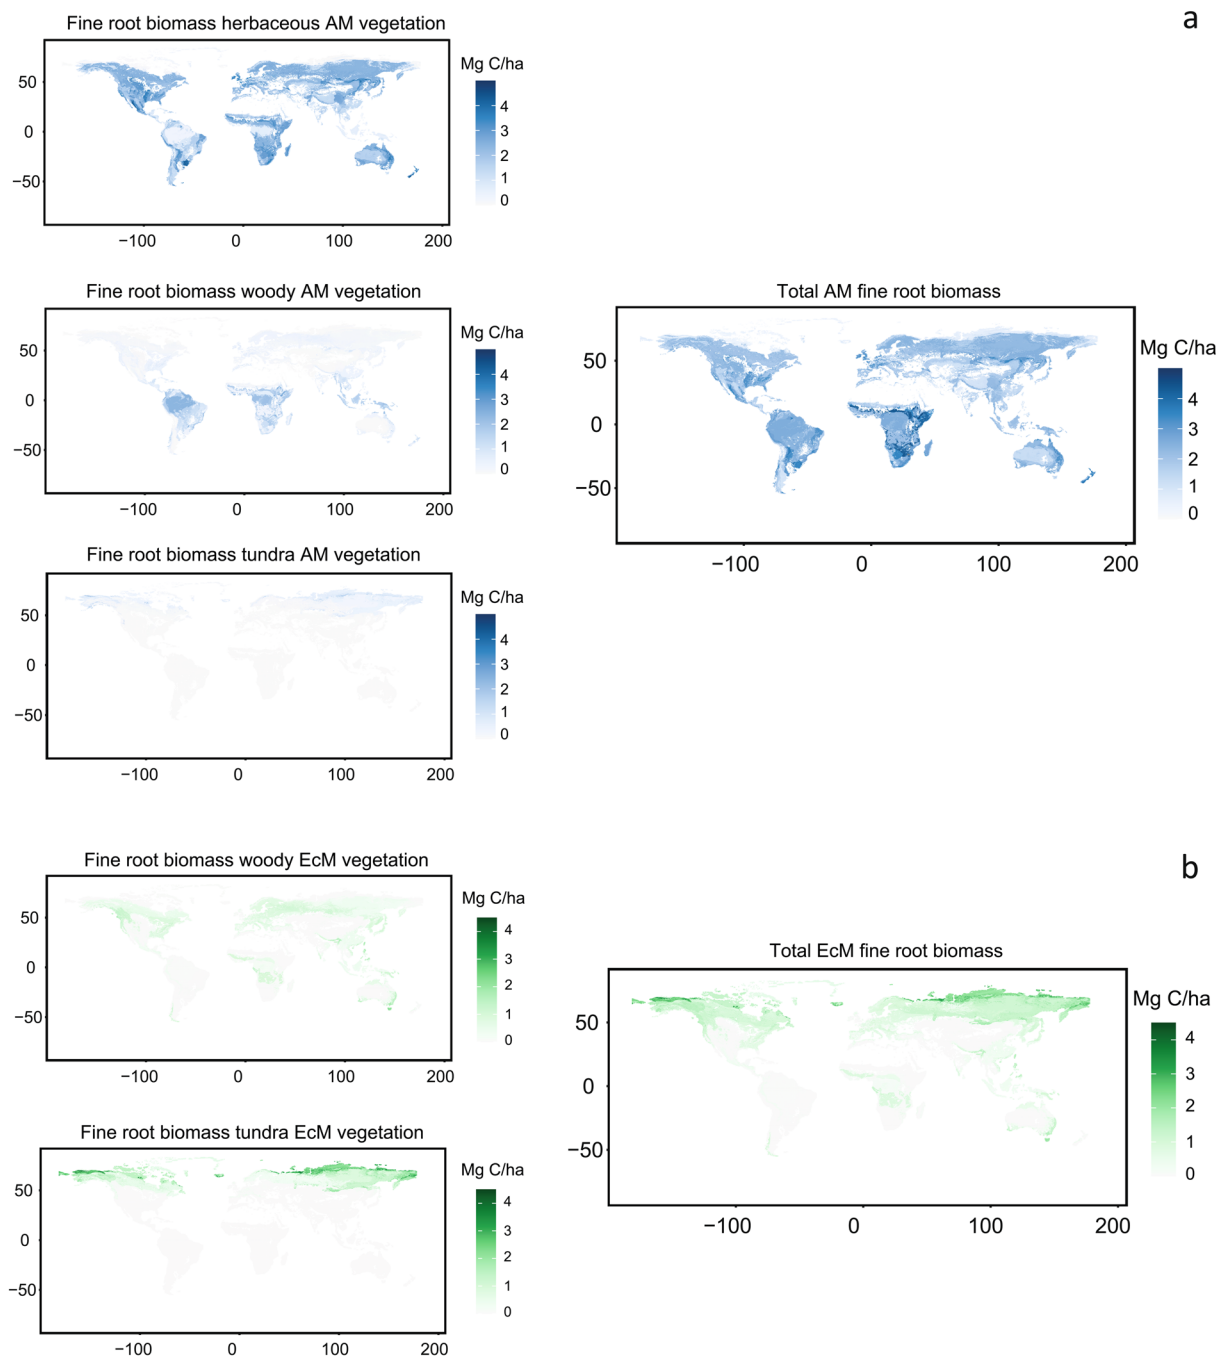 a
Fine root biomass herbaceous AM vegetation
Mg C/ha
50
0
−50
−100 0 100 200
4
3
2
1
0
Fine root biomass woody AM vegetation
Mg C/ha
50
0
−50
−100 0 100 200
4
3
2
1
0
Fine root biomass tundra AM vegetation
Mg C/ha
50
0
−50
−100 0 100 200
4
3
2
1
0
Total AM fine root biomass
Mg C/ha
50
0
−50
−100 0 100 200
4
3
2
1
0
b
Fine root biomass woody EcM vegetation
Mg C/ha
50
0
−50
−100 0 100 200
4
3
2
1
0
Fine root biomass tundra EcM vegetation
Mg C/ha
50
0
−50
−100 0 100 200
4
3
2
1
0
Total EcM fine root biomass
Mg C/ha
50
0
−50
−100 0 100 200
4
3
2
1
0